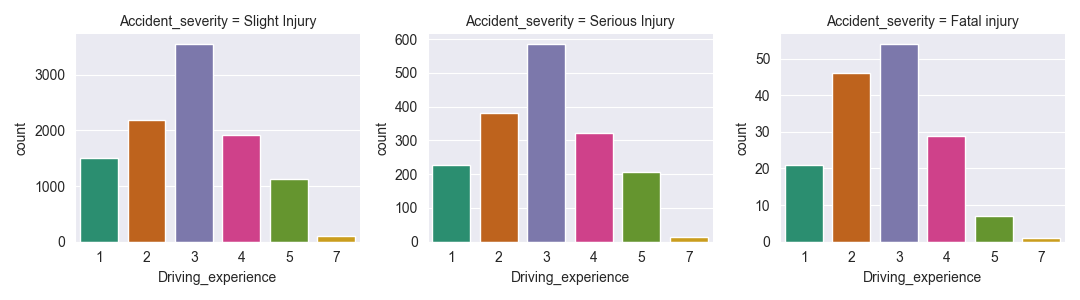 Accident_severity = Slight Injury
count
3000
2000
1000
0
1 2 3 4 5 7
Driving_experience
Accident_severity = Serious Injury
count
600
500
400
300
200
100
0
1 2 3 4 5 7
Driving_experience
Accident_severity = Fatal injury
count
50
40
30
20
10
0
1 2 3 4 5 7
Driving_experience